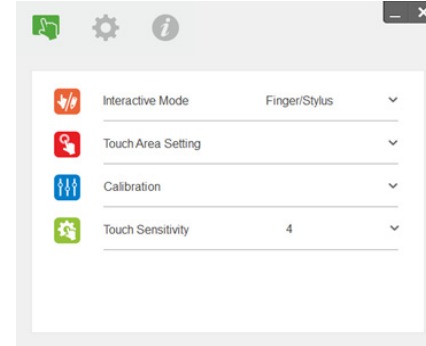 Interactive Mode Finger/Stylus
Touch Area Setting
Calibration
Touch Sensitivity 4